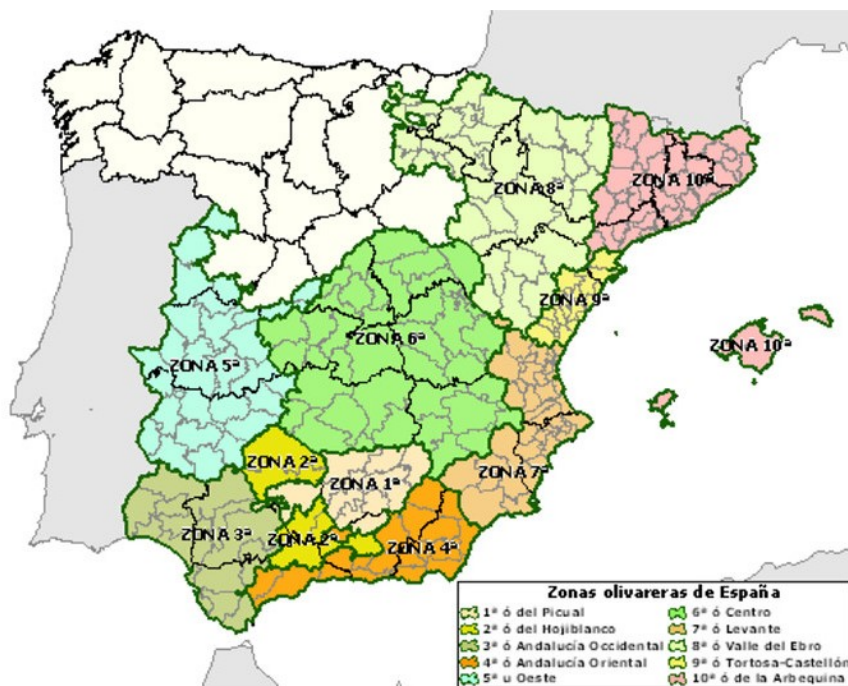 ZONA 8ª
ZONA 10ª
ZONA 9ª
ZONA 6ª
ZONA 10ª
ZONA 5ª
ZONA 2ª
ZONA 1ª
ZONA 7ª
ZONA 3ª
ZONA 2ª
ZONA 4ª
Zonas olivareras de España
1ª ó del Picual
2ª ó del Hojiblanco
3ª ó Andalucía Occidental
4ª ó Andalucía Oriental
5ª u Oeste
6ª ó Centro
7ª ó Levante
8ª ó Valle del Ebro
9ª ó Tortosa-Castellón
10ª ó de la Arbequina